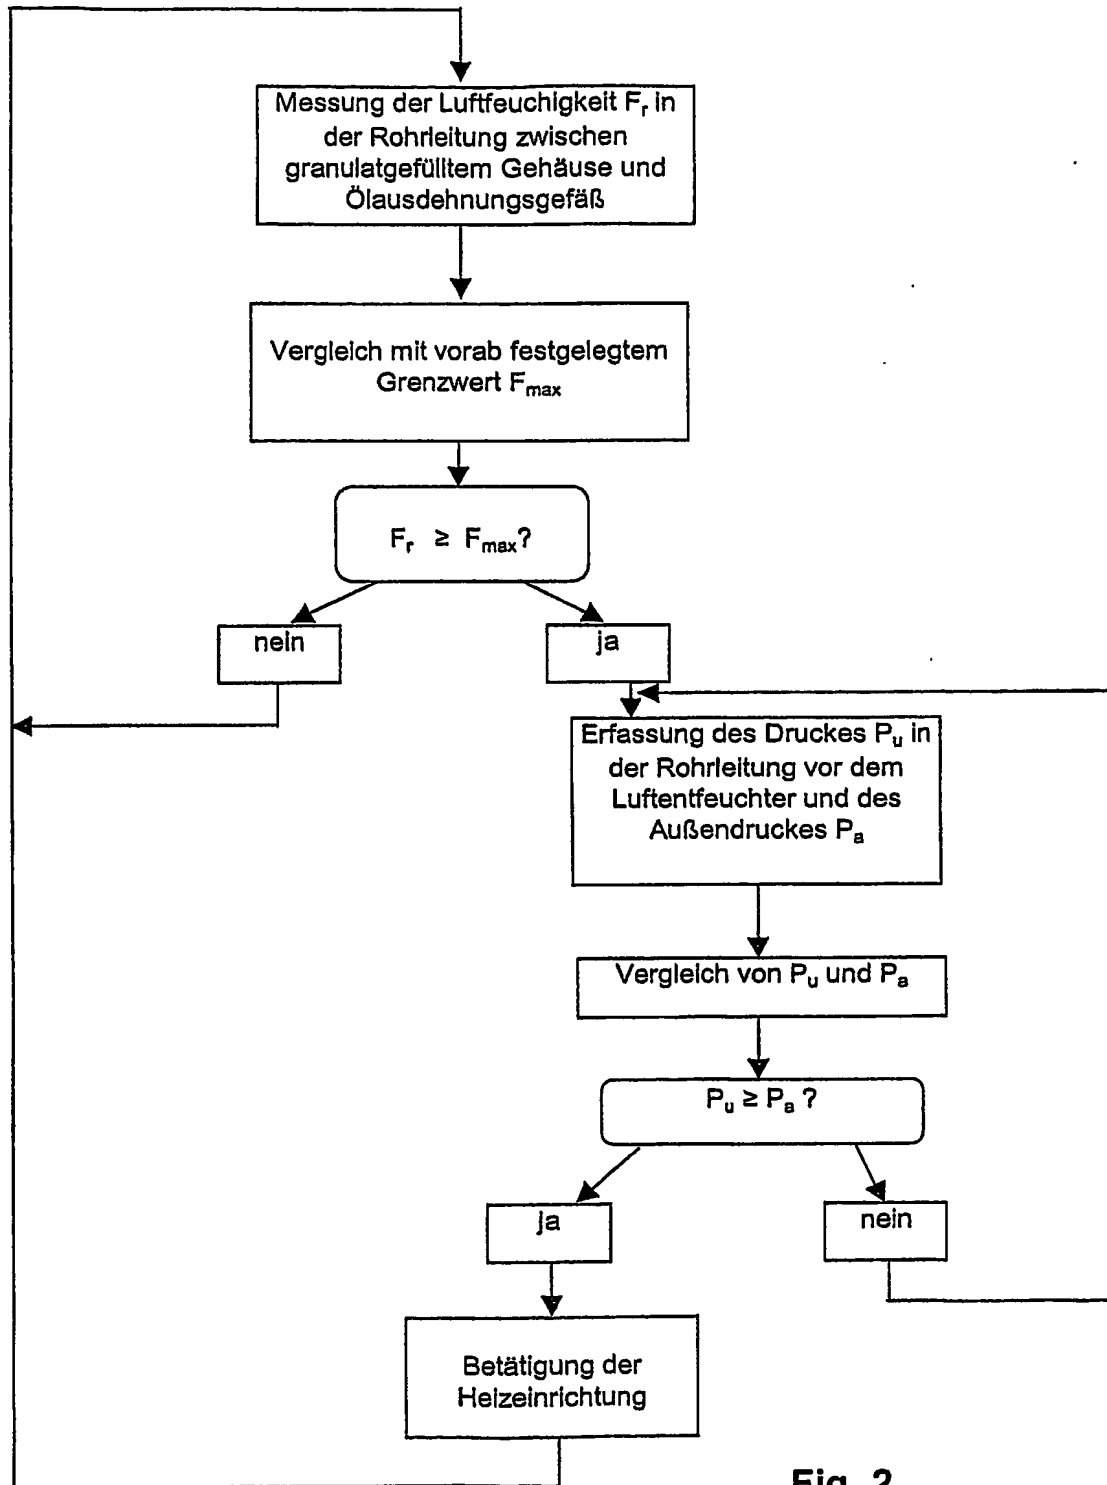 Messung der Luftfeuchigkeit Fr in
der Rohrleitung zwischen
granulatgefülltem Gehäuse und
Ölausdehnungsgefäß
Vergleich mit vorab festgelegtem
Grenzwert Fmax
Fr ≥ Fmax?
nein
ja
Erfassung des Druckes Pu in
der Rohrleitung vor dem
Luftentfeuchter und des
Außendruckes Pa
Vergleich von Pu und Pa
Pu ≥ Pa ?
ja
nein
Betätigung der
Heizeinrichtung
Fig. 2